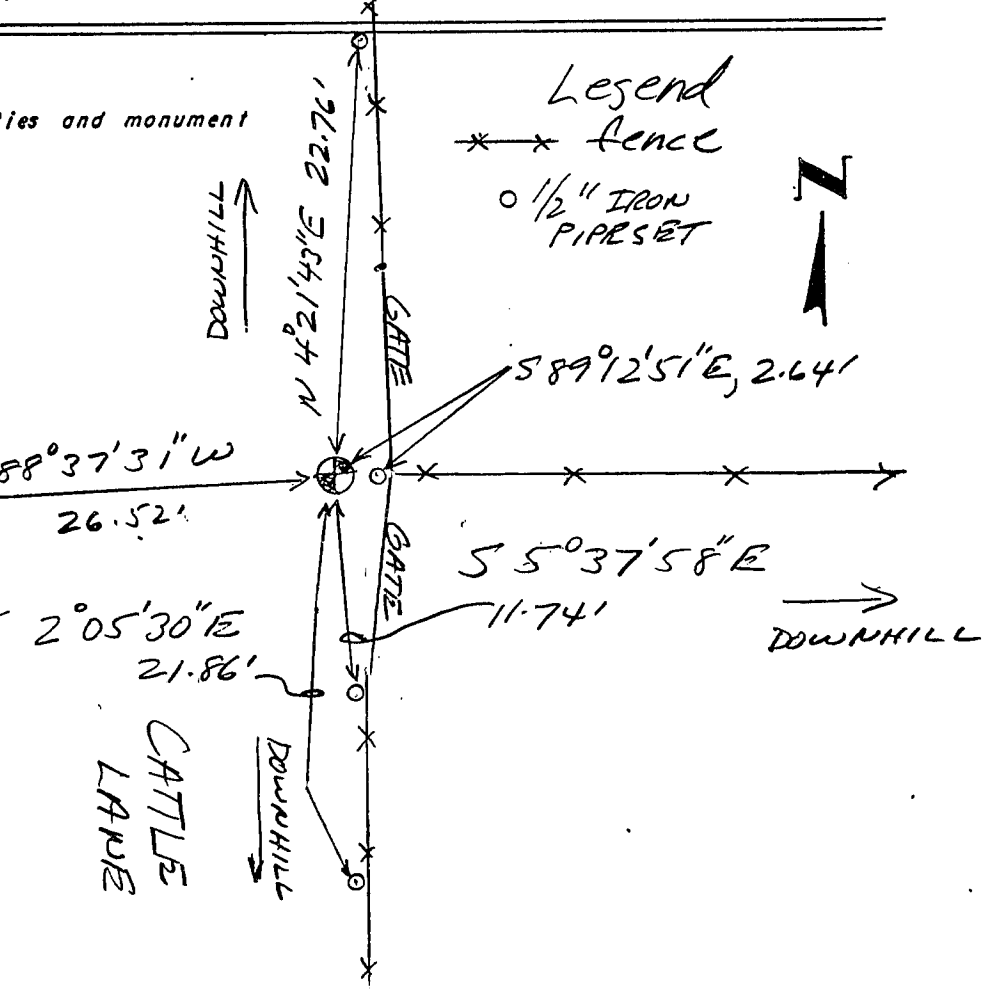 ies and monument
Legend
fence
1/2" IRON
PIPRSET
N
DOWNHILL
N 4°21'43"E 22.76'
GATE
S 89°12'51"E, 2.64'
88°37'31"W
26.52'
GATE
S 5°37'58"E
11.74'
2°05'30"E
21.86'
DOWNHILL
DOWNHILL
CATTLE
LANE